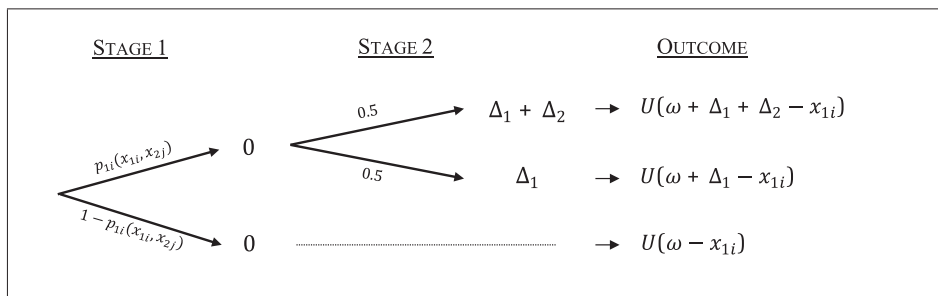 STAGE 1 STAGE 2 OUTCOME
0.5 Δ₁ + Δ₂ → U(ω + Δ₁ + Δ₂ − x₁ᵢ)
p₁ᵢ(x₁ᵢ, x₂ⱼ) 0
0.5 Δ₁ → U(ω + Δ₁ − x₁ᵢ)
1 − p₁ᵢ(x₁ᵢ, x₂ⱼ) 0 → U(ω − x₁ᵢ)